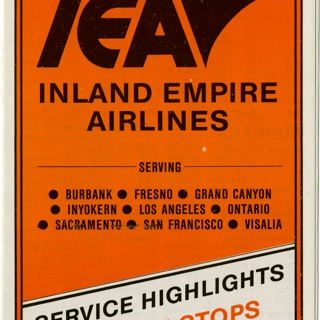 IEA
INLAND EMPIRE
AIRLINES
SERVING
● BURBANK ● FRESNO ● GRAND CANYON
● INYOKERN ● LOS ANGELES ● ONTARIO
● SACRAMENTO ● SAN FRANCISCO ● VISALIA
SERVICE HIGHLIGHTS